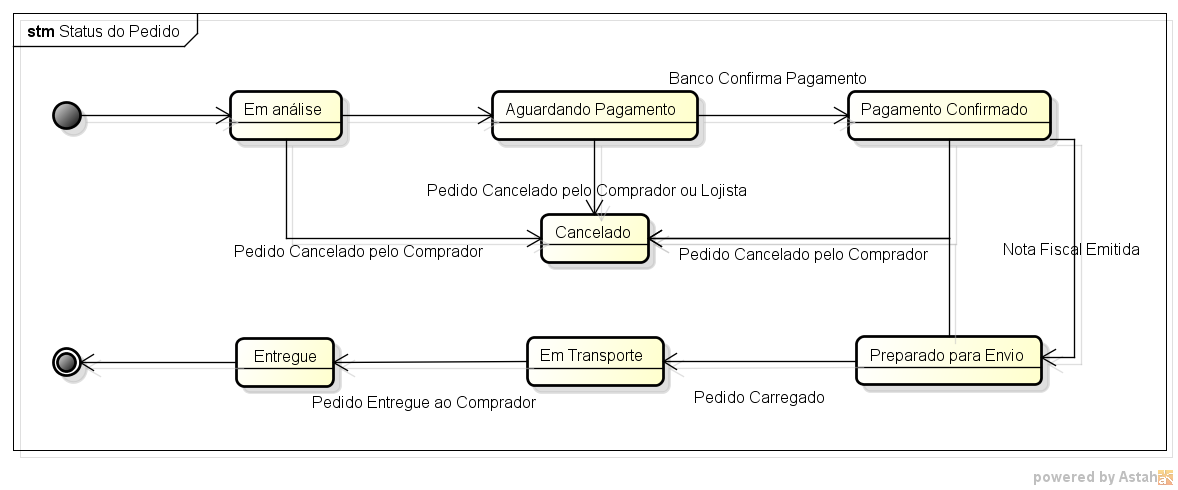 stm Status do Pedido
Banco Confirma Pagamento
Em análise
Aguardando Pagamento
Pagamento Confirmado
Pedido Cancelado pelo Comprador ou Lojista
Cancelado
Pedido Cancelado pelo Comprador
Pedido Cancelado pelo Comprador
Nota Fiscal Emitida
Entregue
Em Transporte
Preparado para Envio
Pedido Entregue ao Comprador
Pedido Carregado
powered by Astah